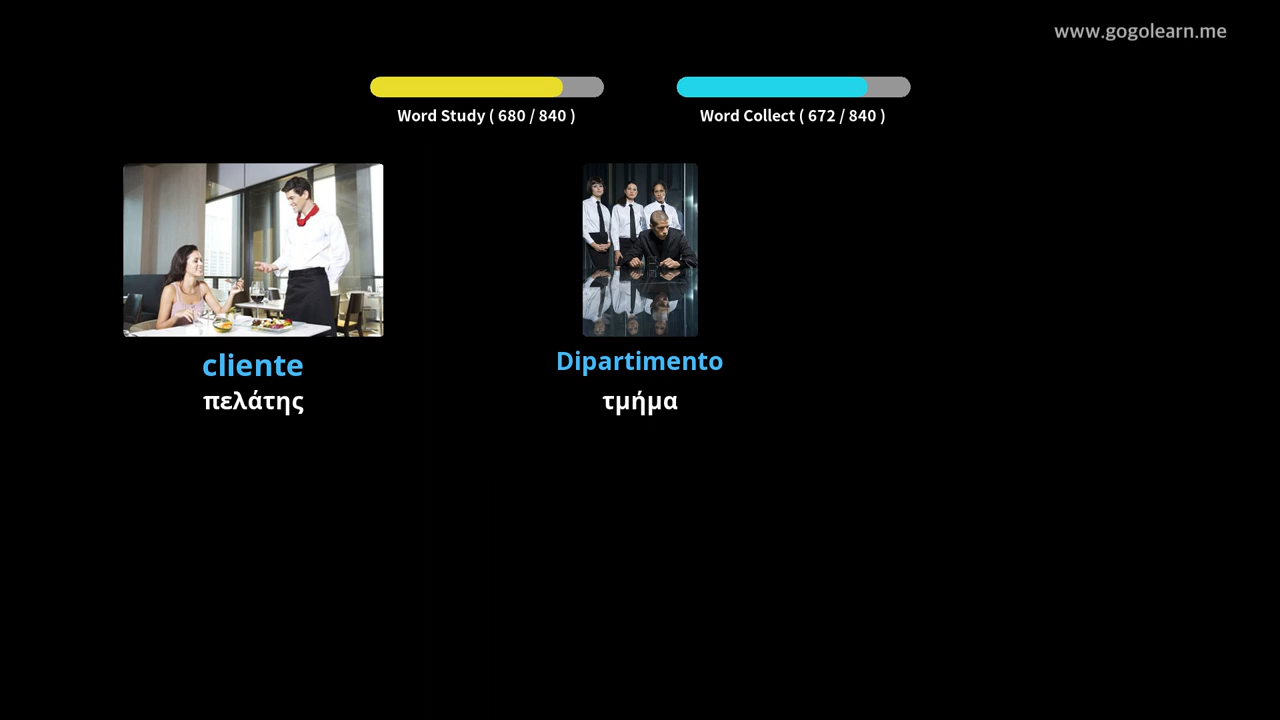 www.gogolearn.me
Word Study ( 680 / 840 )
Word Collect ( 672 / 840 )
cliente
πελάτης
Dipartimento
τμήμα